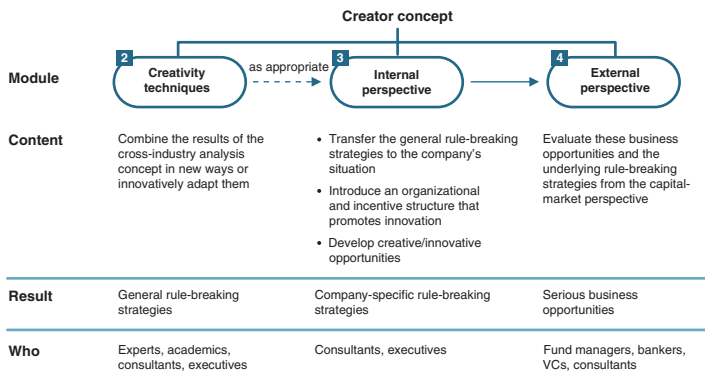 Creator concept
Module
2
Creativity
techniques
as appropriate
3
Internal
perspective
4
External
perspective
Content
Combine the results of the
cross-industry analysis
concept in new ways or
innovatively adapt them
• Transfer the general rule-breaking
strategies to the company's
situation
• Introduce an organizational
and incentive structure that
promotes innovation
• Develop creative/innovative
opportunities
Evaluate these business
opportunities and the
underlying rule-breaking
strategies from the capital-
market perspective
Result
General rule-breaking
strategies
Company-specific rule-breaking
strategies
Serious business
opportunities
Who
Experts, academics,
consultants, executives
Consultants, executives
Fund managers, bankers,
VCs, consultants